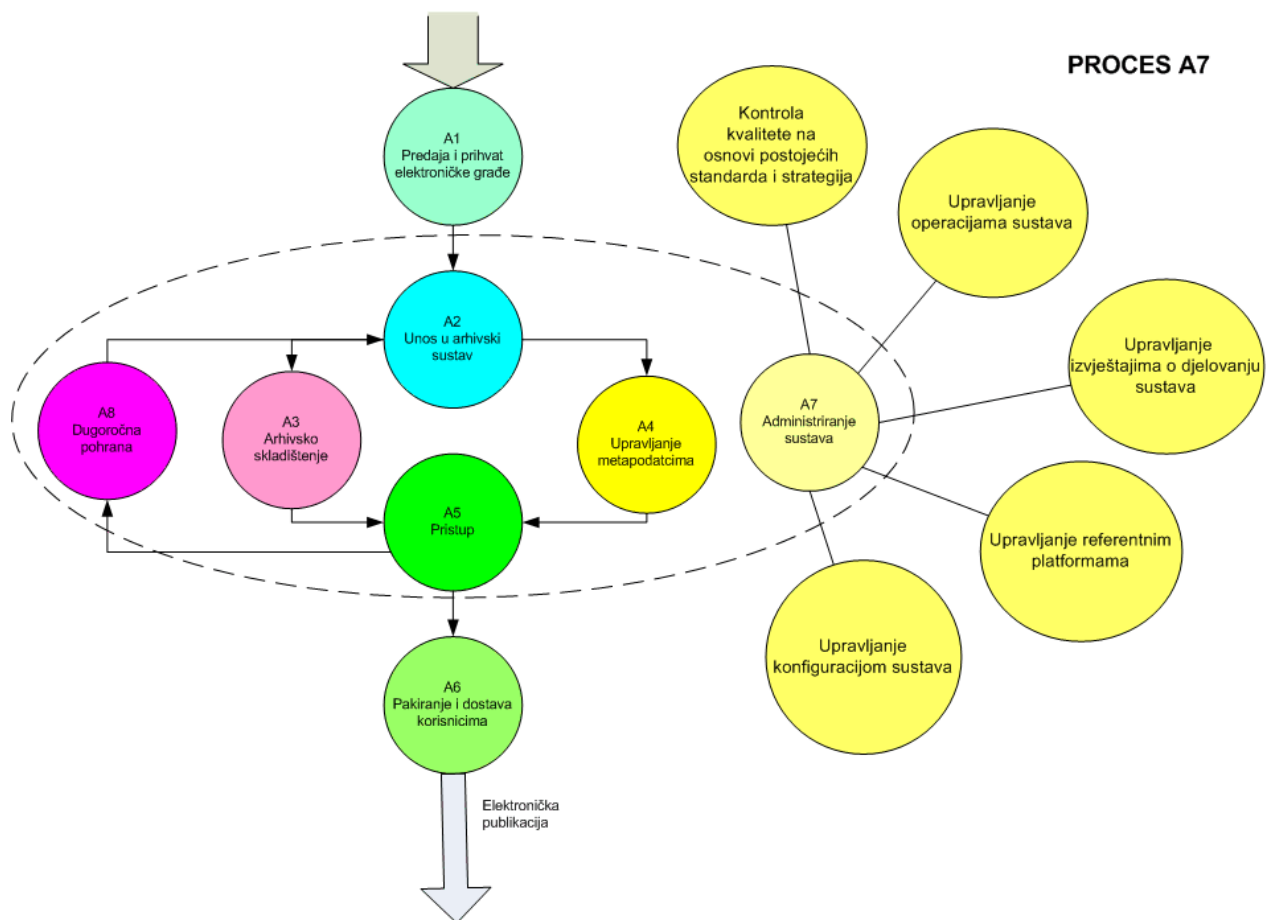 PROCES A7
A1
Predaja i prihvat
elektroničke građe
Kontrola
kvalitete na
osnovi postojećih
standarda i strategija
Upravljanje
operacijama sustava
A2
Unos u arhivski
sustav
Upravljanje
izvještajima o djelovanju
sustava
A8
Dugoročna
pohrana
A3
Arhivsko
skladištenje
A4
Upravljanje
metapodatcima
A7
Administriranje
sustava
A5
Pristup
Upravljanje referentnim
platformama
Upravljanje
konfiguracijom sustava
A6
Pakiranje i dostava
korisnicima
Elektronička
publikacija